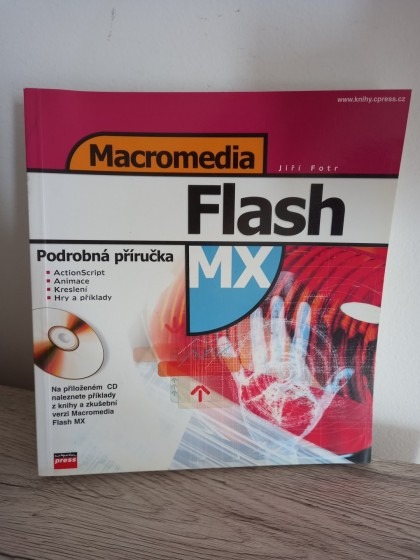 www.knihy.cpress.cz
Macromedia
Jiří Fotr
Flash
MX
Podrobná příručka
ActionScript
Animace
Kreslení
Hry a příklady
Na přiloženém CD
naleznete příklady
z knihy a zkušební
verzi Macromedia
Flash MX
press